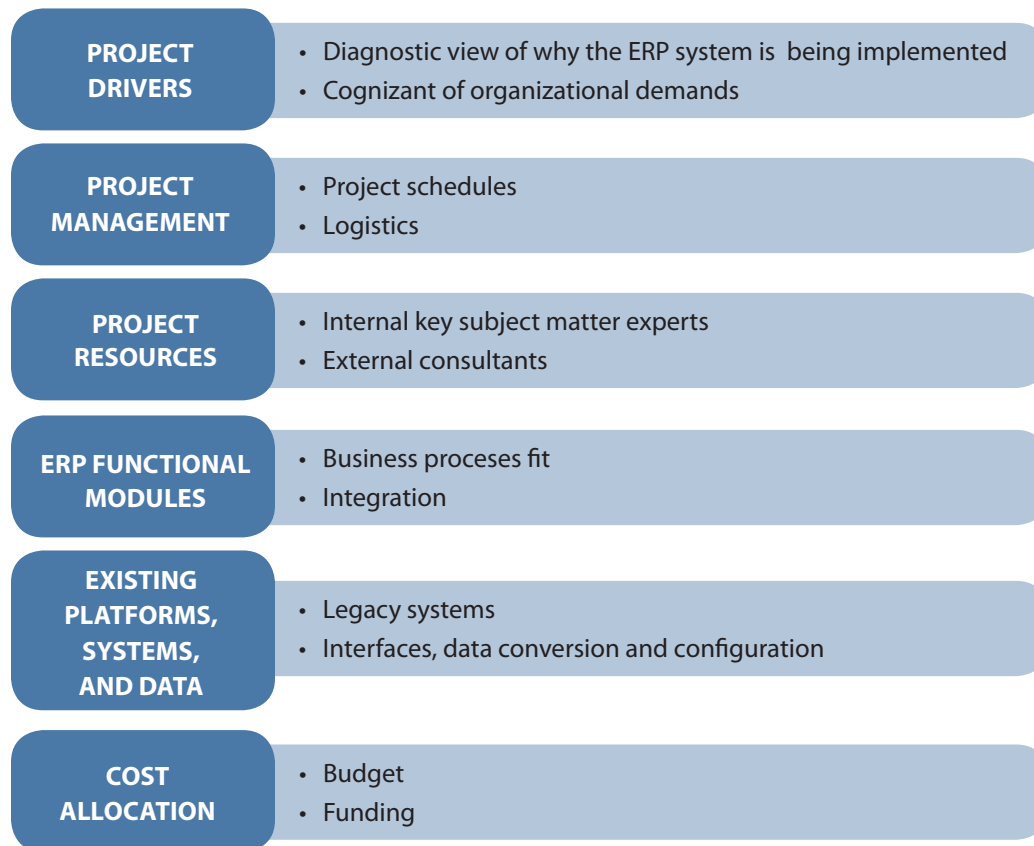 PROJECT
DRIVERS
• Diagnostic view of why the ERP system is being implemented
• Cognizant of organizational demands
PROJECT
MANAGEMENT
• Project schedules
• Logistics
PROJECT
RESOURCES
• Internal key subject matter experts
• External consultants
ERP FUNCTIONAL
MODULES
• Business proceses fit
• Integration
EXISTING
PLATFORMS,
SYSTEMS,
AND DATA
• Legacy systems
• Interfaces, data conversion and configuration
COST
ALLOCATION
• Budget
• Funding